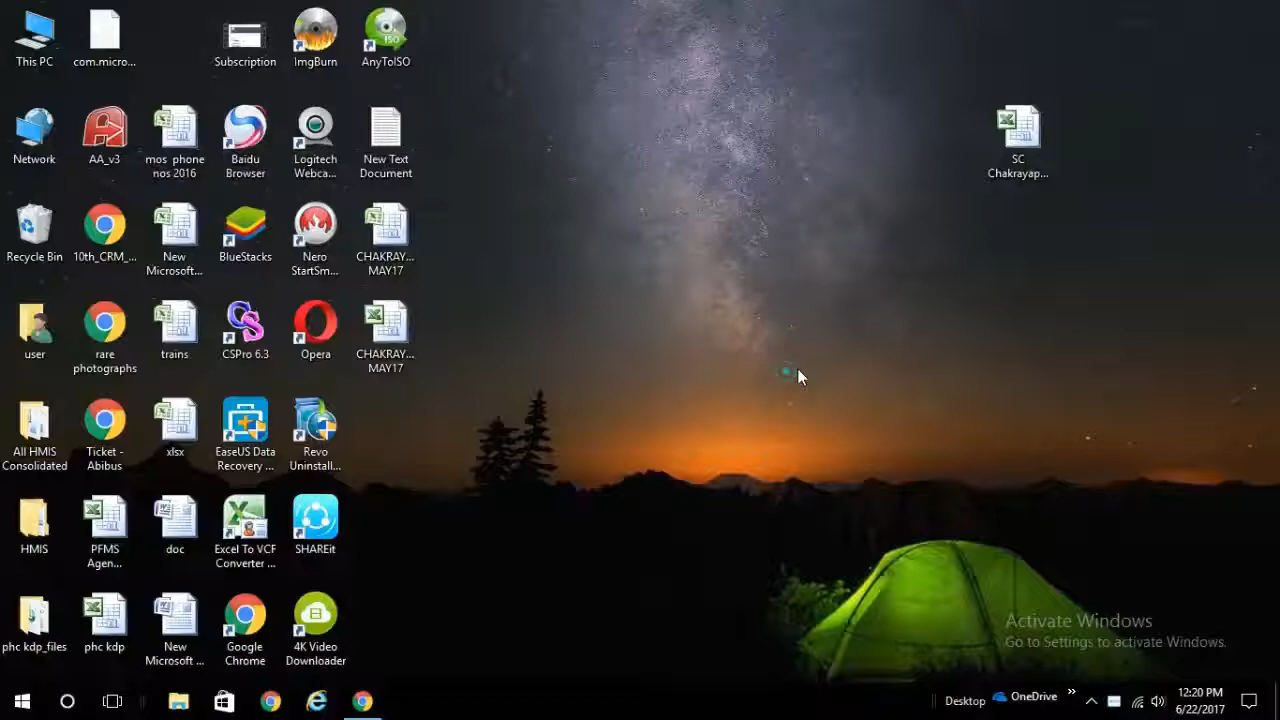 This PC
com.micro...
Subscription
ImgBurn
ISO
AnyToISO
Network
AA_v3
mos phone
nos 2016
Baidu
Browser
Logitech
Webca...
New Text
Document
SC
Chakrayap...
Recycle Bin
10th_CRM_...
New
Microsoft...
BlueStacks
Nero
StartSm...
CHAKRAY...
MAY17
user
rare
photographs
trains
CSPro 6.3
Opera
CHAKRAY...
MAY17
All HMIS
Consolidated
Ticket -
Abibus
xlsx
EaseUS Data
Recovery ...
Revo
Uninstall...
HMIS
PFMS
Agen...
doc
Excel To VCF
Converter ...
SHAREit
phc kdp_files
phc kdp
New
Microsoft ...
Google
Chrome
4K Video
Downloader
Activate Windows
Go to Settings to activate Windows.
Desktop
OneDrive
12:20 PM
6/22/2017